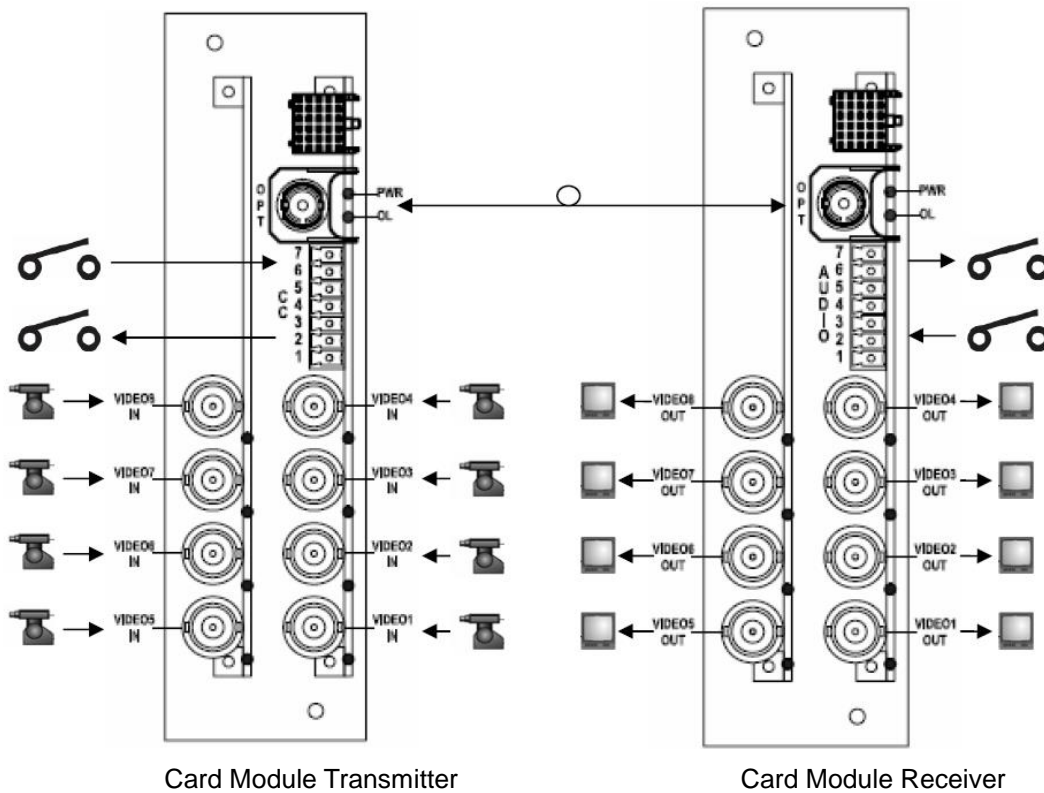 O
P
T
PWR
OL
7
6
5
4
3
2
1
CC
VIDEO8
IN
VIDEO4
IN
VIDEO7
IN
VIDEO3
IN
VIDEO6
IN
VIDEO2
IN
VIDEO5
IN
VIDEO1
IN
Card Module Transmitter
O
P
T
PWR
OL
7
6
5
4
3
2
1
AUDIO
VIDEO8
OUT
VIDEO4
OUT
VIDEO7
OUT
VIDEO3
OUT
VIDEO6
OUT
VIDEO2
OUT
VIDEO5
OUT
VIDEO1
OUT
Card Module Receiver